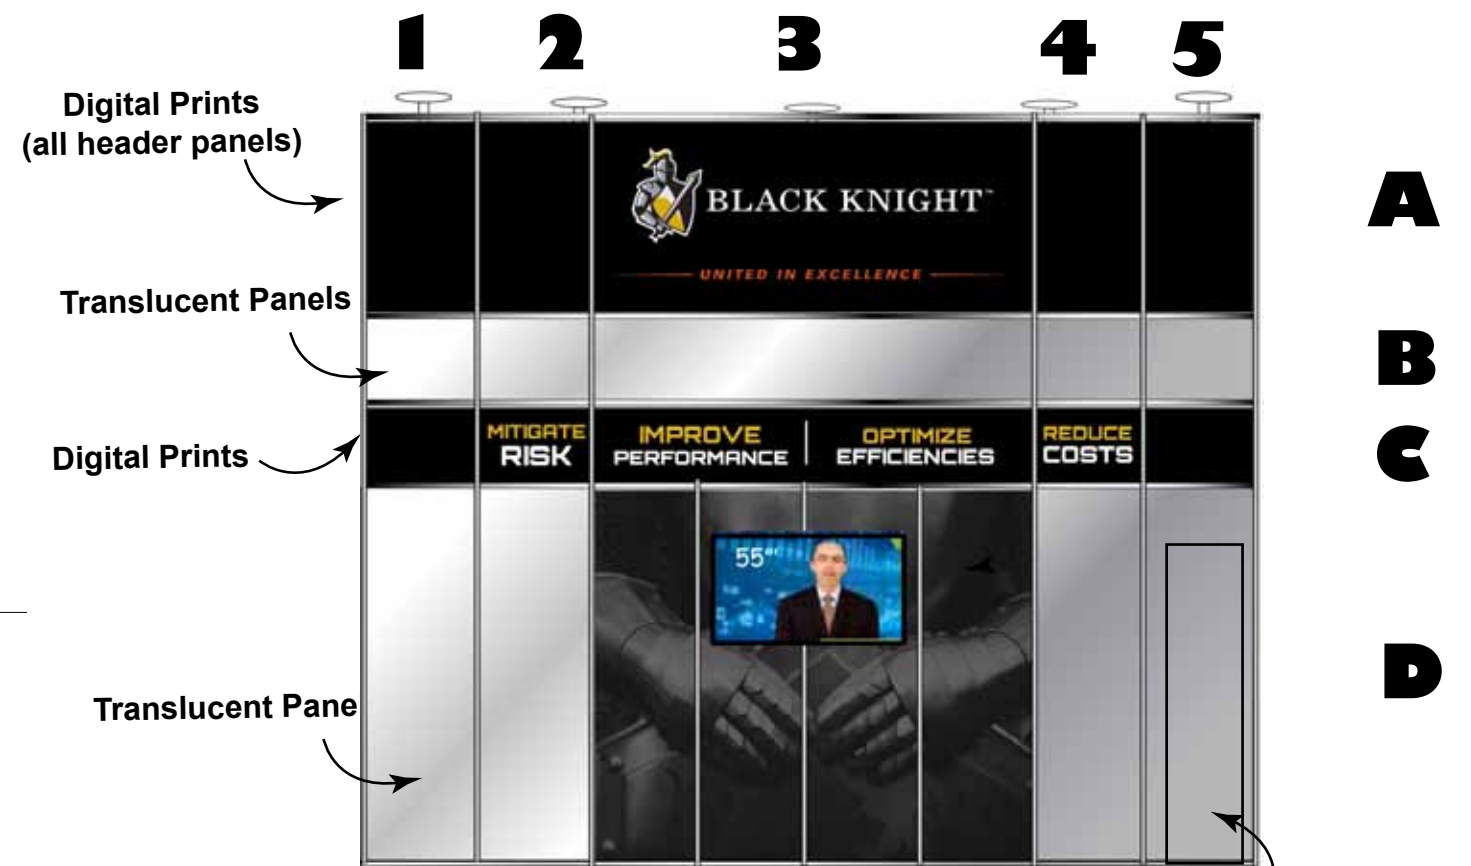 1 2 3 4 5
Digital Prints
(all header panels)
A
BLACK KNIGHT™
UNITED IN EXCELLENCE
Translucent Panels
B
Digital Prints
MITIGATE
RISK
IMPROVE
PERFORMANCE
OPTIMIZE
EFFICIENCIES
REDUCE
COSTS
C
55"
D
Translucent Pane